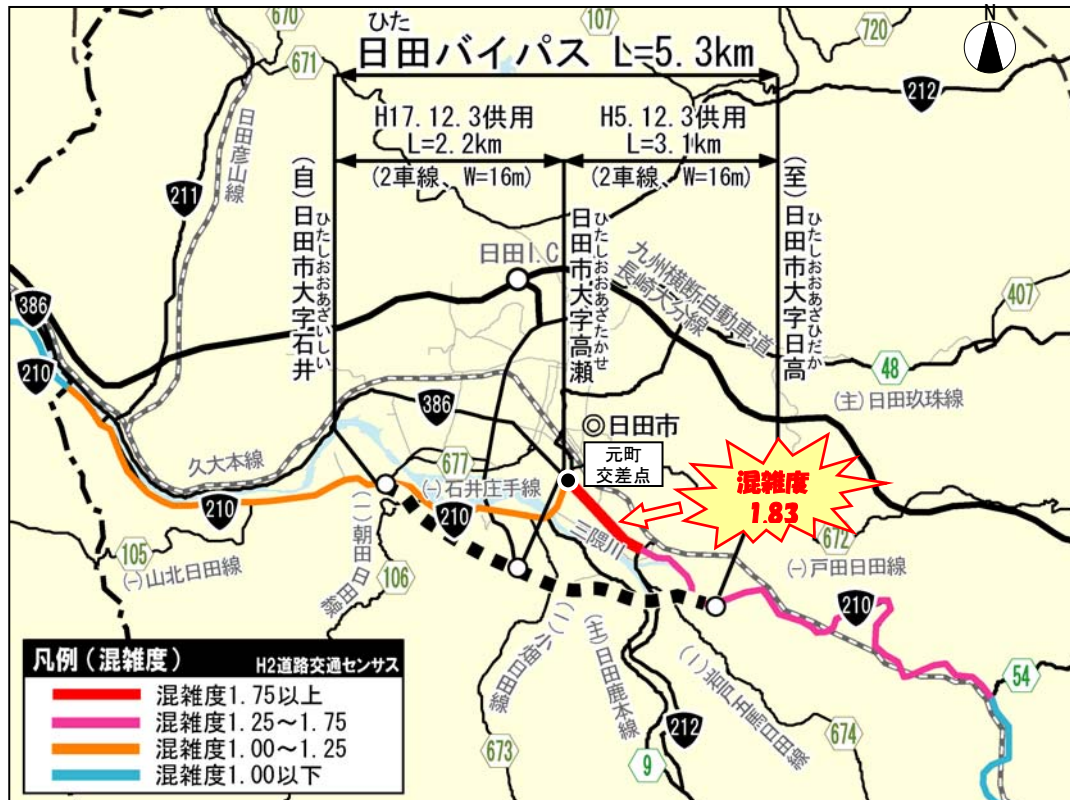 670
107
720
N
ひた
日田バイパス L=5.3km
671
212
H17.12.3供用
L=2.2km
(2車線、W=16m)
H5.12.3供用
L=3.1km
(2車線、W=16m)
日田彦山線
211
(自)日田市大字石井
ひたしおおあざいしい
日田市大字高瀬
ひたしおおあざたかせ
(至)日田市大字日高
ひたしおおあざひだか
日田I.C
九州横断自動車道
長崎大分線
407
386
210
48
(主)日田玖珠線
386
◎日田市
元町
交差点
久大本線
677
(一)石井庄手線
混雑度
1.83
210
210
三隈川
672
(一)戸田日田線
105
(一)山北日田線
(一)朝田日田線
106
210
凡例(混雑度) H2道路交通センサス
混雑度1.75以上
混雑度1.25~1.75
混雑度1.00~1.25
混雑度1.00以下
(主)日田鹿本線
54
212
673
9
674